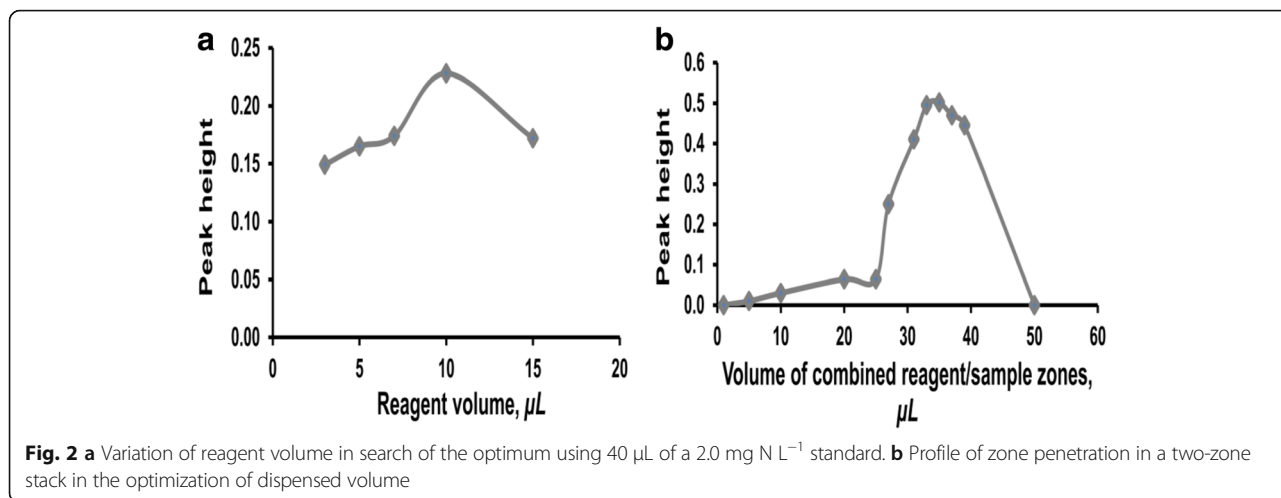 a
0.25
0.20
0.15
0.10
0.05
0.00
Peak height
0 5 10 15 20
Reagent volume, μL
b
0.6
0.5
0.4
0.3
0.2
0.1
0.0
Peak height
0 10 20 30 40 50 60
Volume of combined reagent/sample zones,
μL
Fig. 2 a Variation of reagent volume in search of the optimum using 40 μL of a 2.0 mg N L⁻¹ standard. b Profile of zone penetration in a two-zone
stack in the optimization of dispensed volume